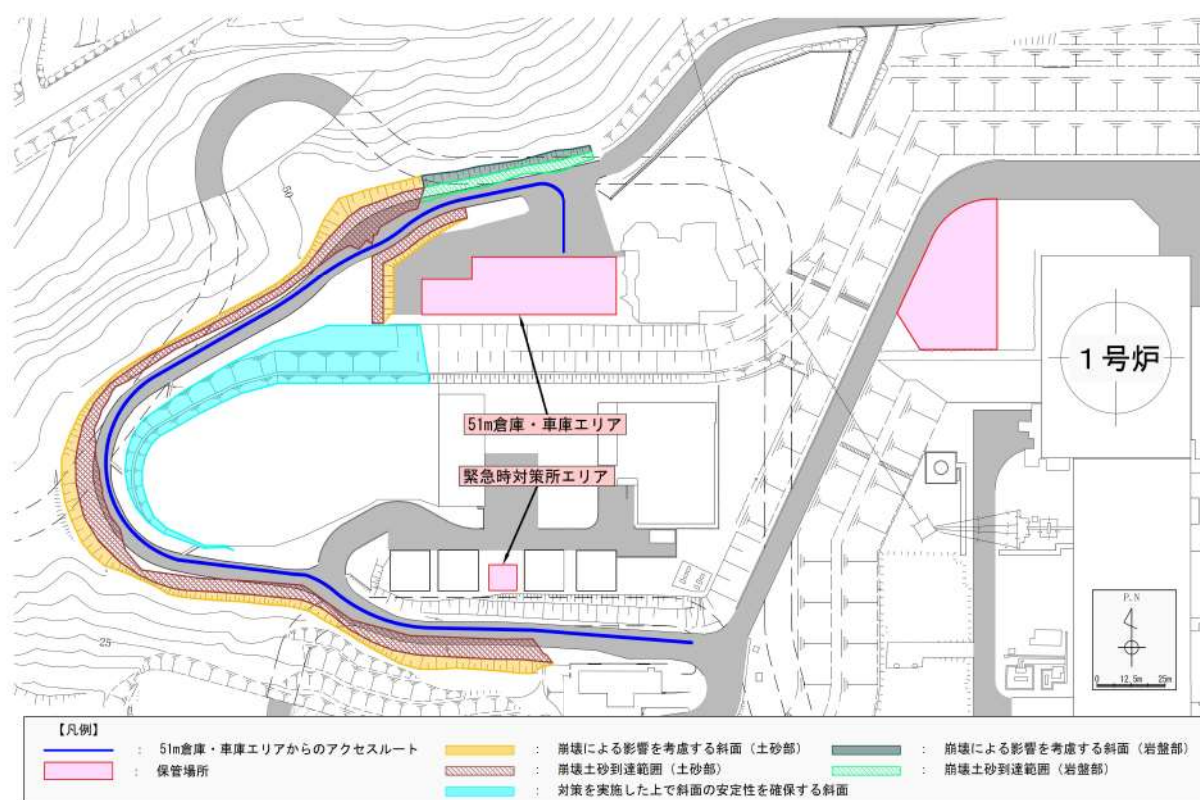 50
1号炉
51m倉庫・車庫エリア
緊急時対策所エリア
25
P.N
0 12.5m 25m
【凡例】
： 51m倉庫・車庫エリアからのアクセスルート
： 保管場所
： 崩壊による影響を考慮する斜面（土砂部）
： 崩壊土砂到達範囲（土砂部）
： 対策を実施した上で斜面の安定性を確保する斜面
： 崩壊による影響を考慮する斜面（岩盤部）
： 崩壊土砂到達範囲（岩盤部）